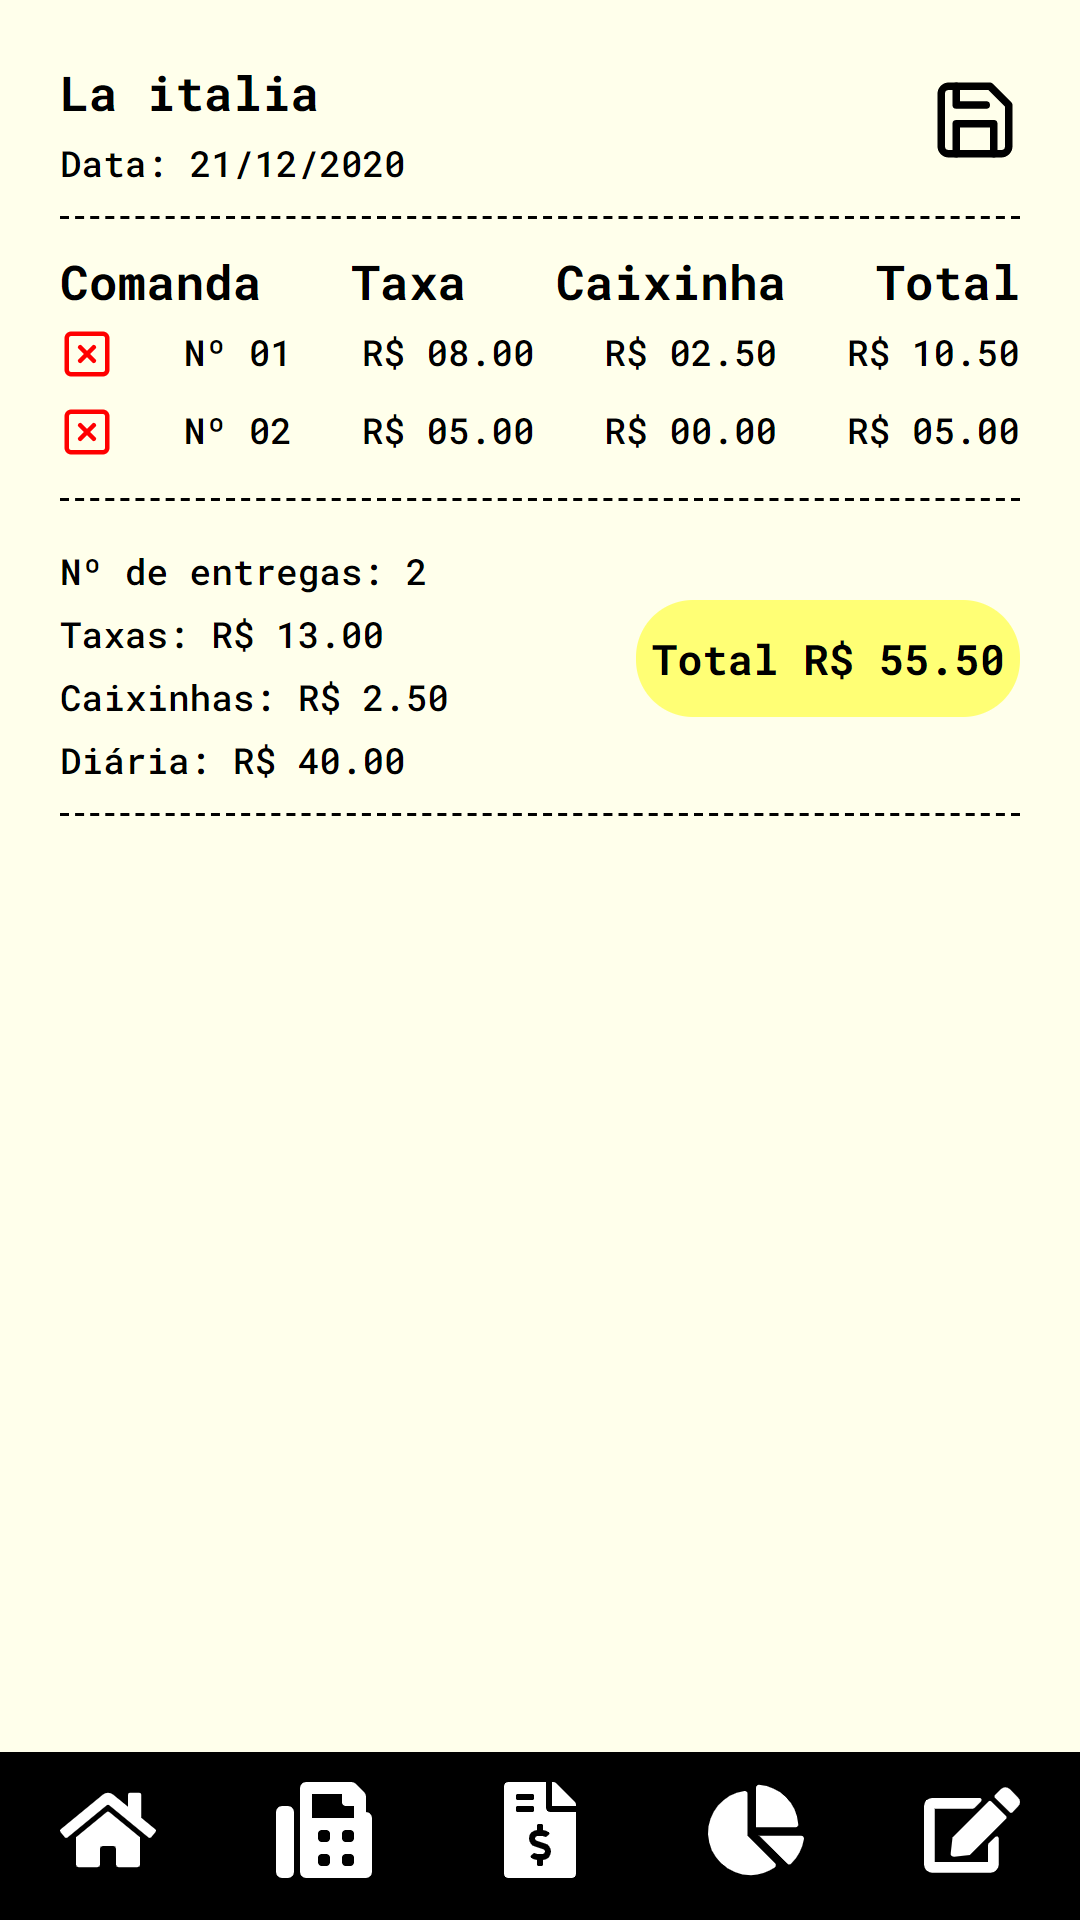 La italia
Data: 21/12/2020
Comanda Taxa Caixinha Total
Nº 01 R$ 08.00 R$ 02.50 R$ 10.50
Nº 02 R$ 05.00 R$ 00.00 R$ 05.00
Nº de entregas: 2
Taxas: R$ 13.00
Total R$ 55.50
Caixinhas: R$ 2.50
Diária: R$ 40.00
$